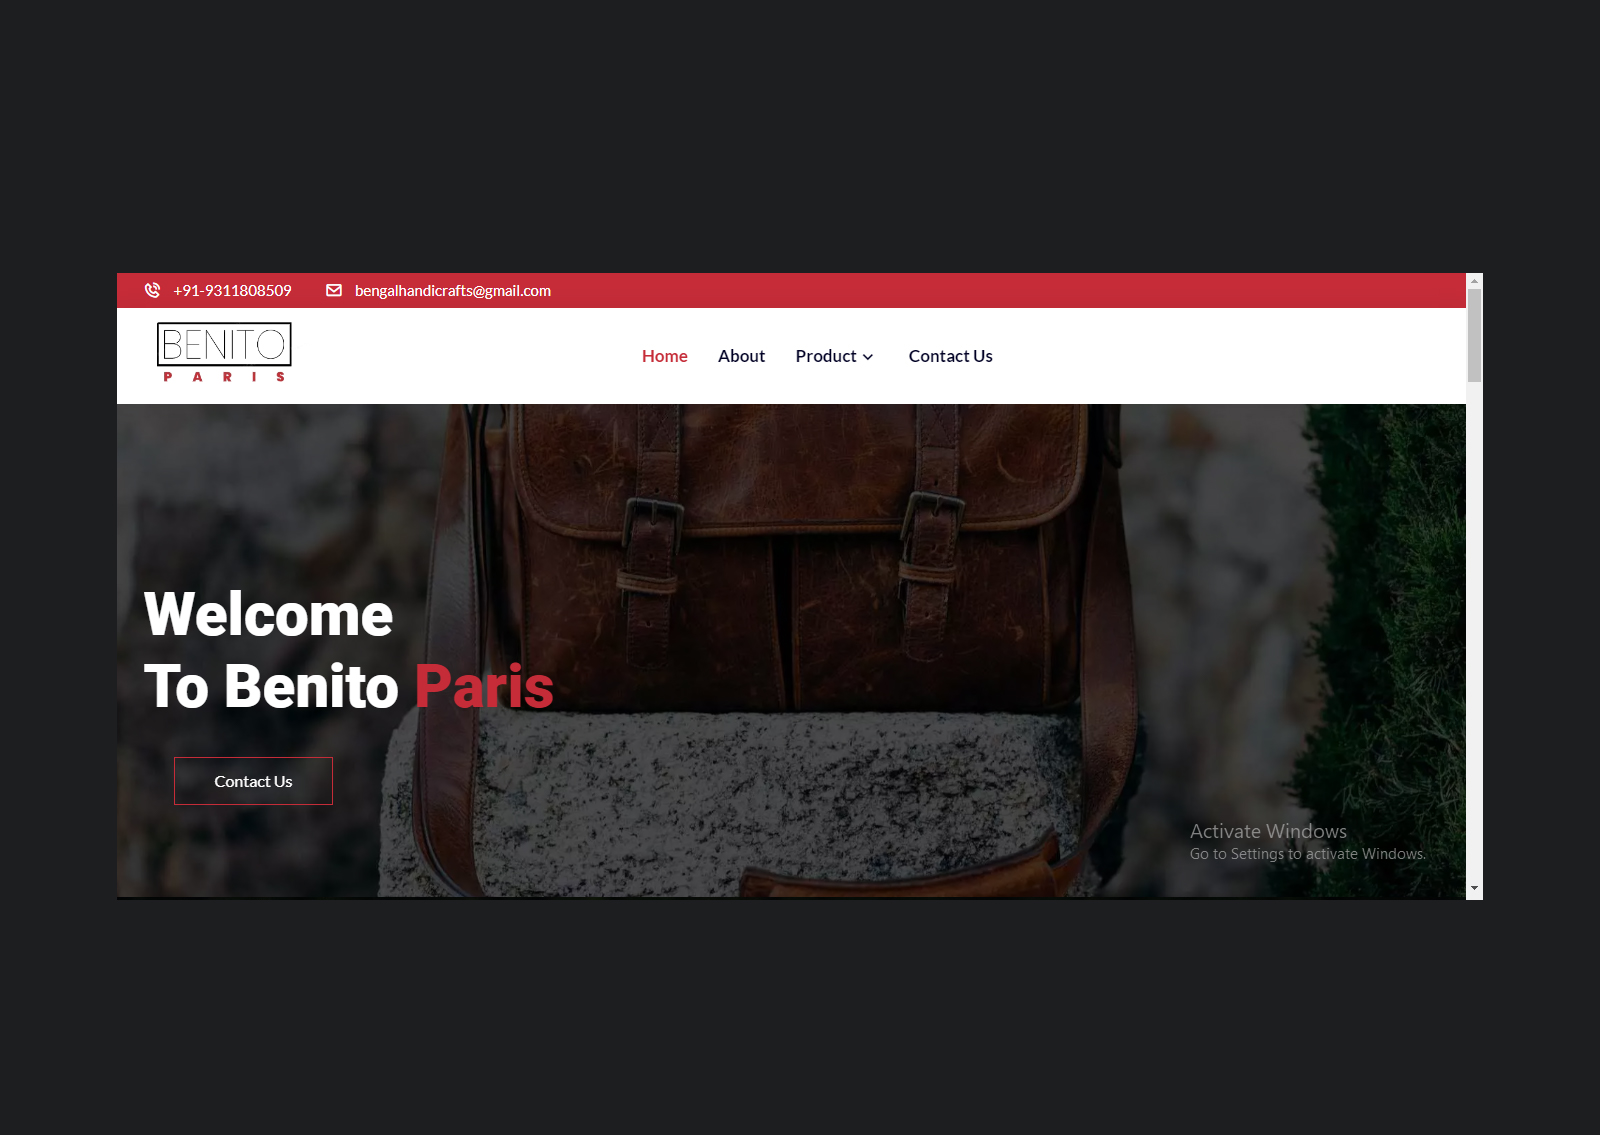 +91-9311808509 bengalhandicrafts@gmail.com
BENITO
PARIS
Home About Product Contact Us
Welcome
To Benito Paris
Contact Us
Activate Windows
Go to Settings to activate Windows.